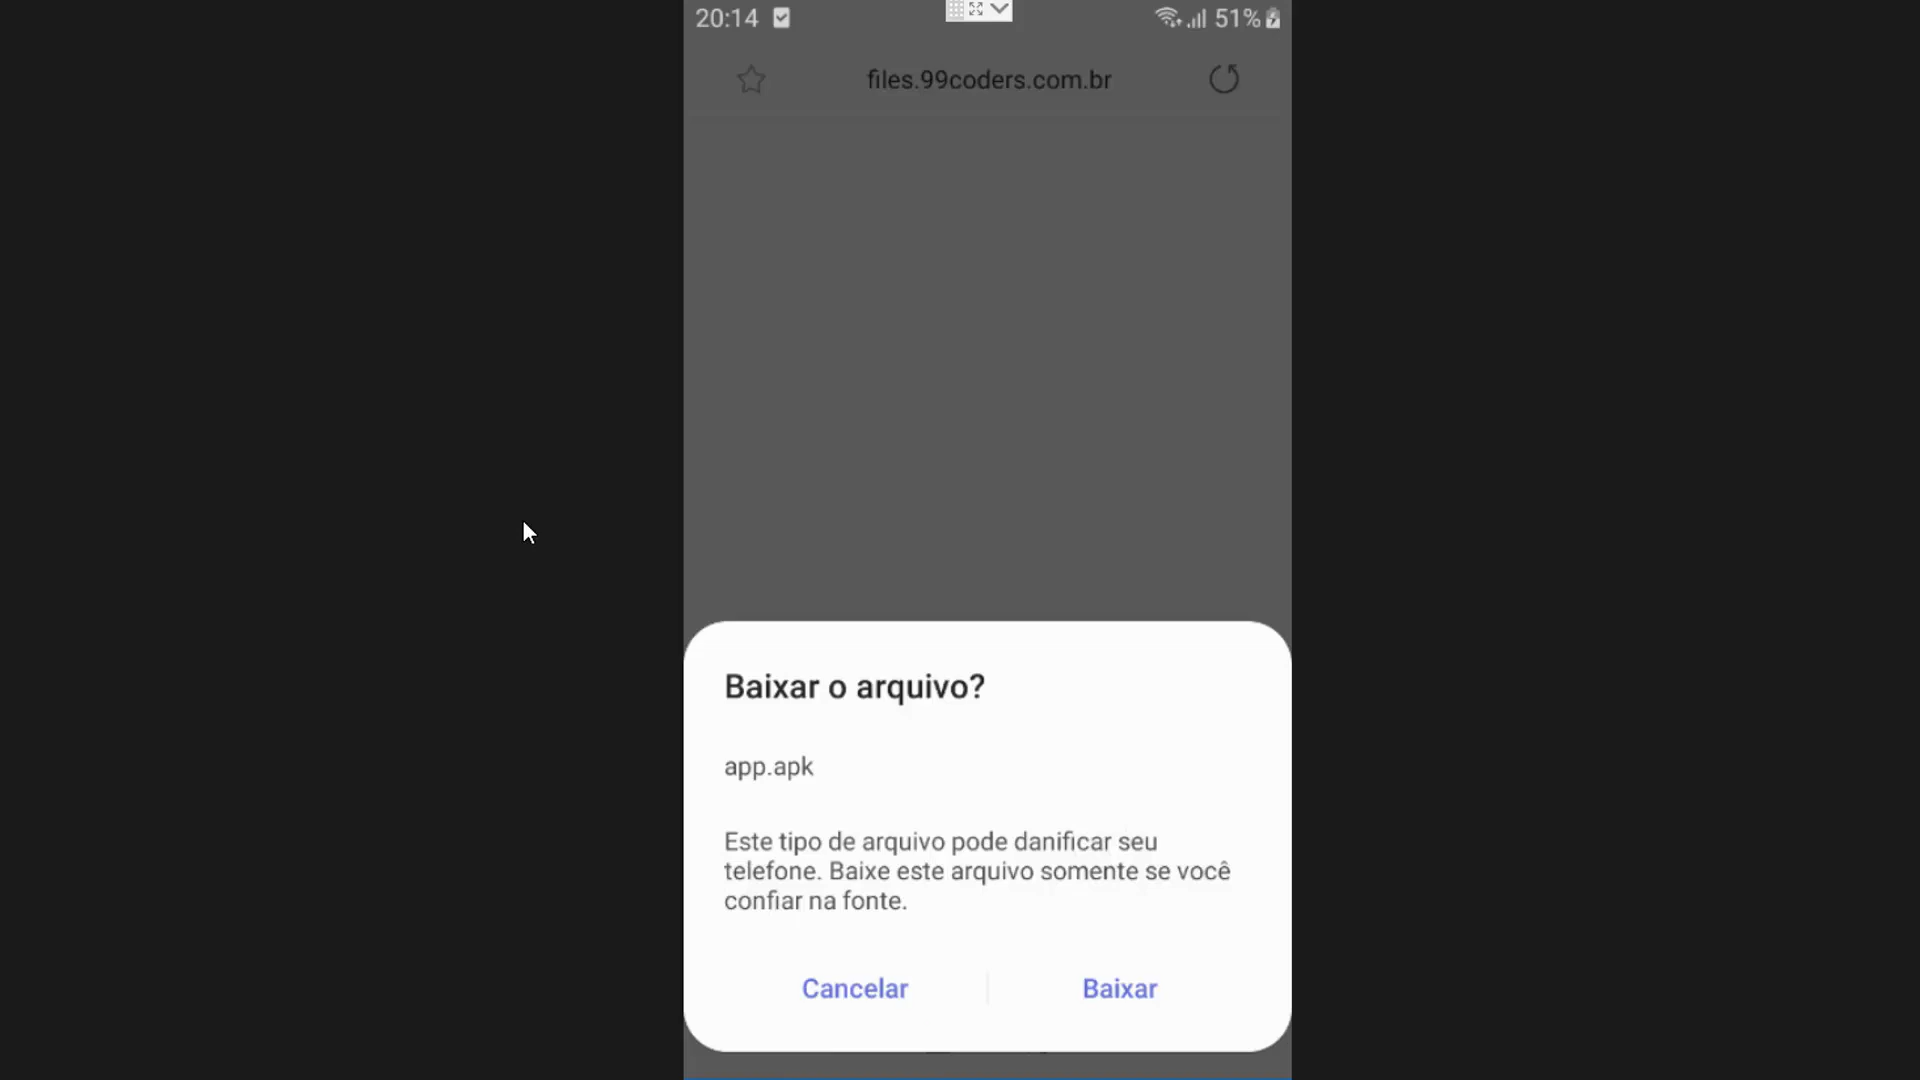 20:14
51%
files.99coders.com.br
Baixar o arquivo?
app.apk
Este tipo de arquivo pode danificar seu
telefone. Baixe este arquivo somente se você
confiar na fonte.
Cancelar
Baixar